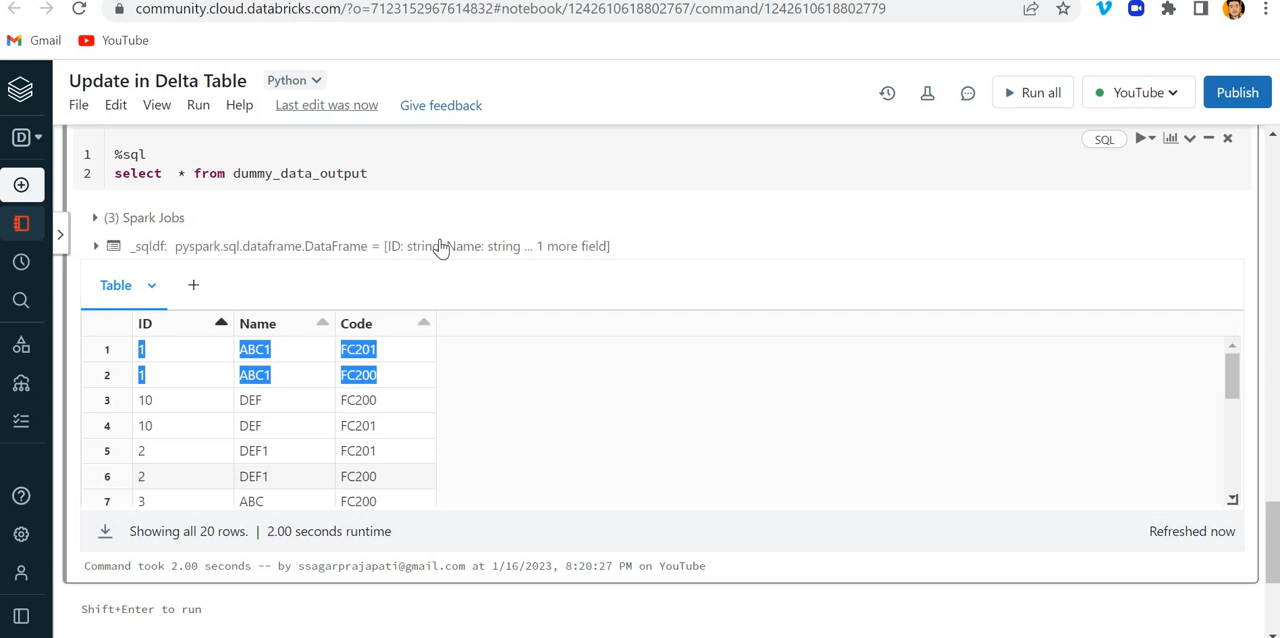 community.cloud.databricks.com/?o=7123152967614832#notebook/1242610618802767/command/1242610618802779
Gmail YouTube
Update in Delta Table Python
File Edit View Run Help Last edit was now Give feedback
Run all YouTube Publish
D
SQL
1 %sql
2 select * from dummy_data_output
(3) Spark Jobs
_sqldf: pyspark.sql.dataframe.DataFrame = [ID: string Name: string ... 1 more field]
Table +
ID Name Code
1 1 ABC1 FC201
2 1 ABC1 FC200
3 10 DEF FC200
4 10 DEF FC201
5 2 DEF1 FC201
6 2 DEF1 FC200
7 3 ABC FC200
Showing all 20 rows. | 2.00 seconds runtime Refreshed now
Command took 2.00 seconds -- by ssagarprajapati@gmail.com at 1/16/2023, 8:20:27 PM on YouTube
Shift+Enter to run